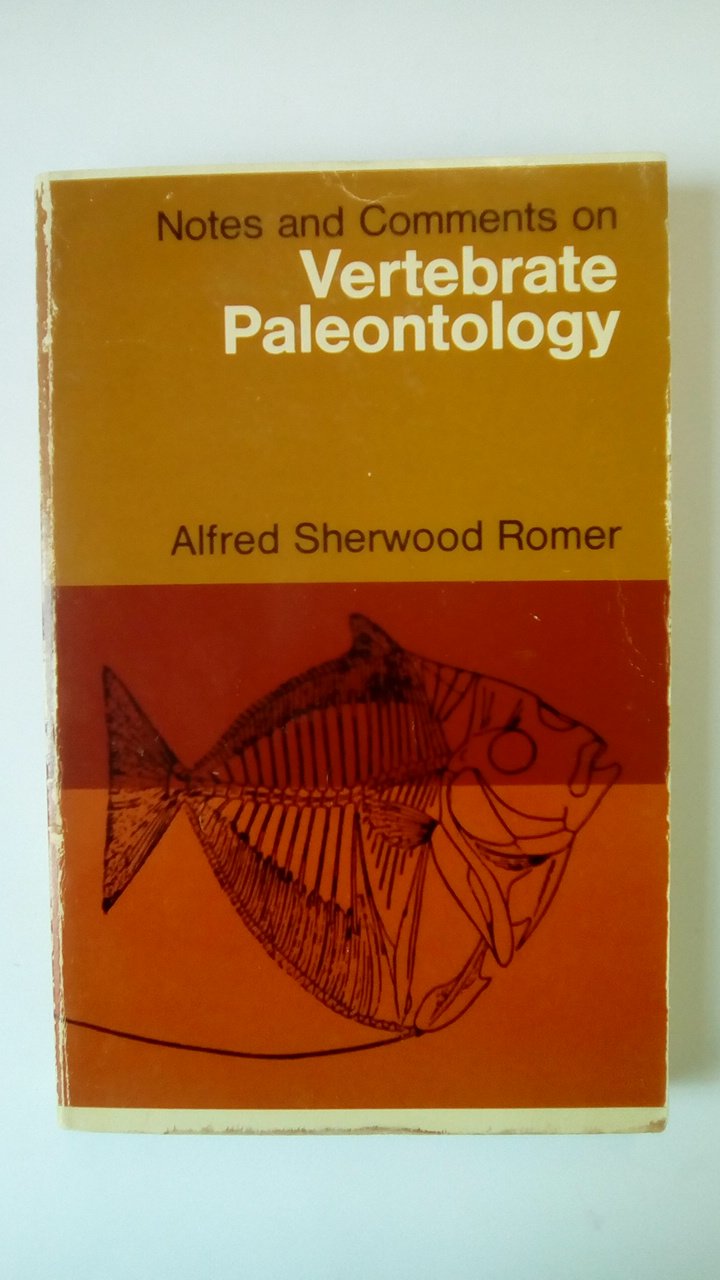 Notes and Comments on
Vertebrate
Paleontology
Alfred Sherwood Romer